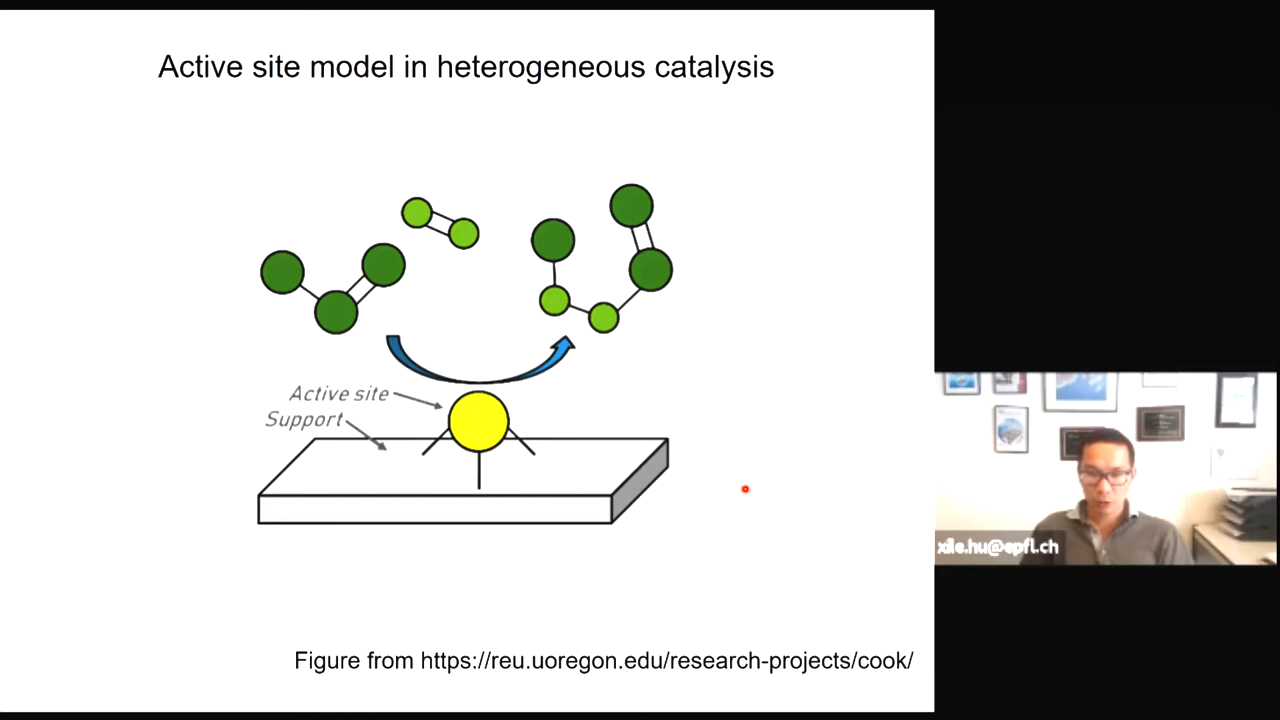 Active site model in heterogeneous catalysis
Active site
Support
xile.hu@epfl.ch
Figure from https://reu.uoregon.edu/research-projects/cook/